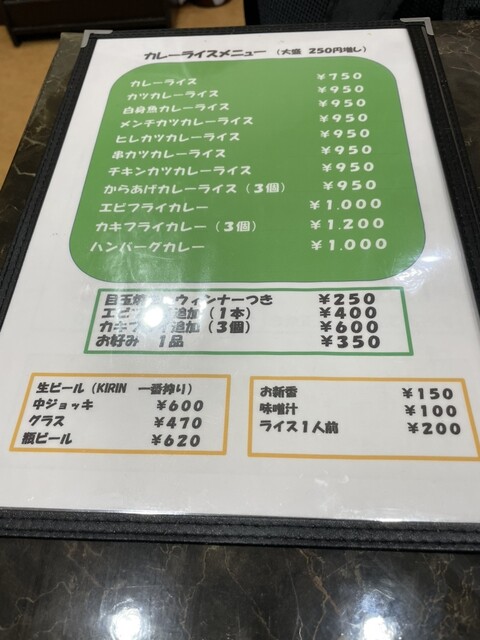 カレーライスメニュー (大盛 250円増し)
カレーライス ¥750
カツカレーライス ¥950
白身魚カレーライス ¥950
メンチカツカレーライス ¥950
ヒレカツカレーライス ¥950
串カツカレーライス ¥950
チキンカツカレーライス ¥950
からあげカレーライス(3個) ¥950
エビフライカレー ¥1.000
カキフライカレー(3個) ¥1.200
ハンバーグカレー ¥1.000
目玉焼 ウィンナーつき ¥250
エビフ 追加(1本) ¥400
カキフライ追加(3個) ¥600
お好み 1品 ¥350
生ビール(KIRIN 一番搾り)
中ジョッキ ¥600
グラス ¥470
瓶ビール ¥620
お新香 ¥150
味噌汁 ¥100
ライス1人前 ¥200